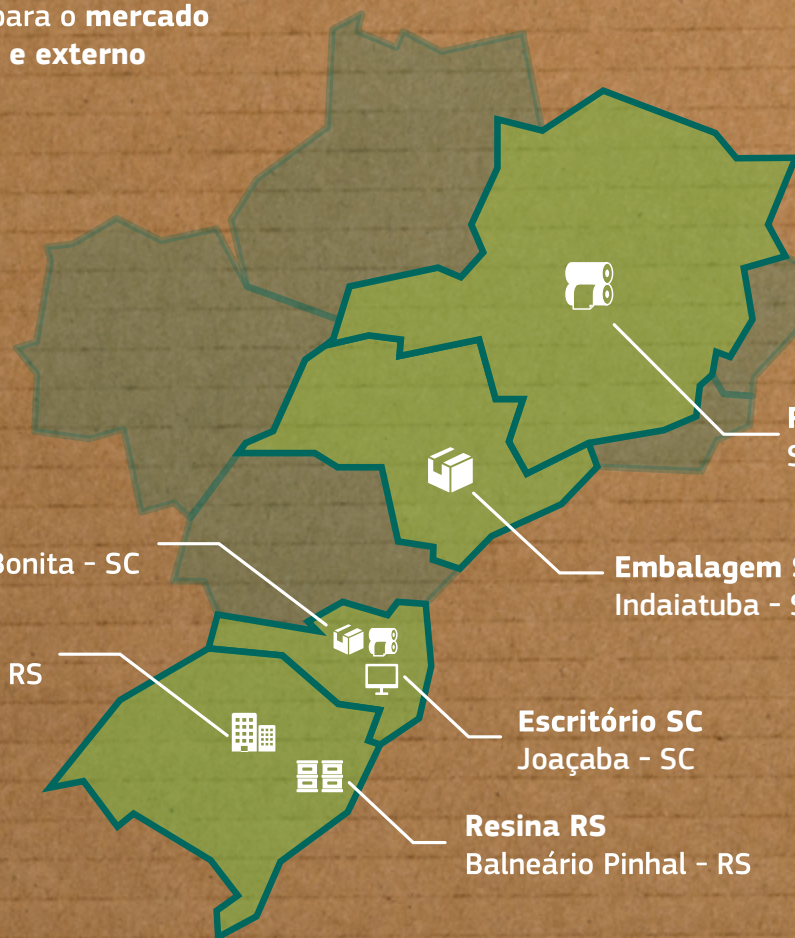 para o mercado
e externo
Bonita - SC
Embalagem
Indaiatuba -
RS
Escritório SC
Joaçaba - SC
Resina RS
Balneário Pinhal - RS